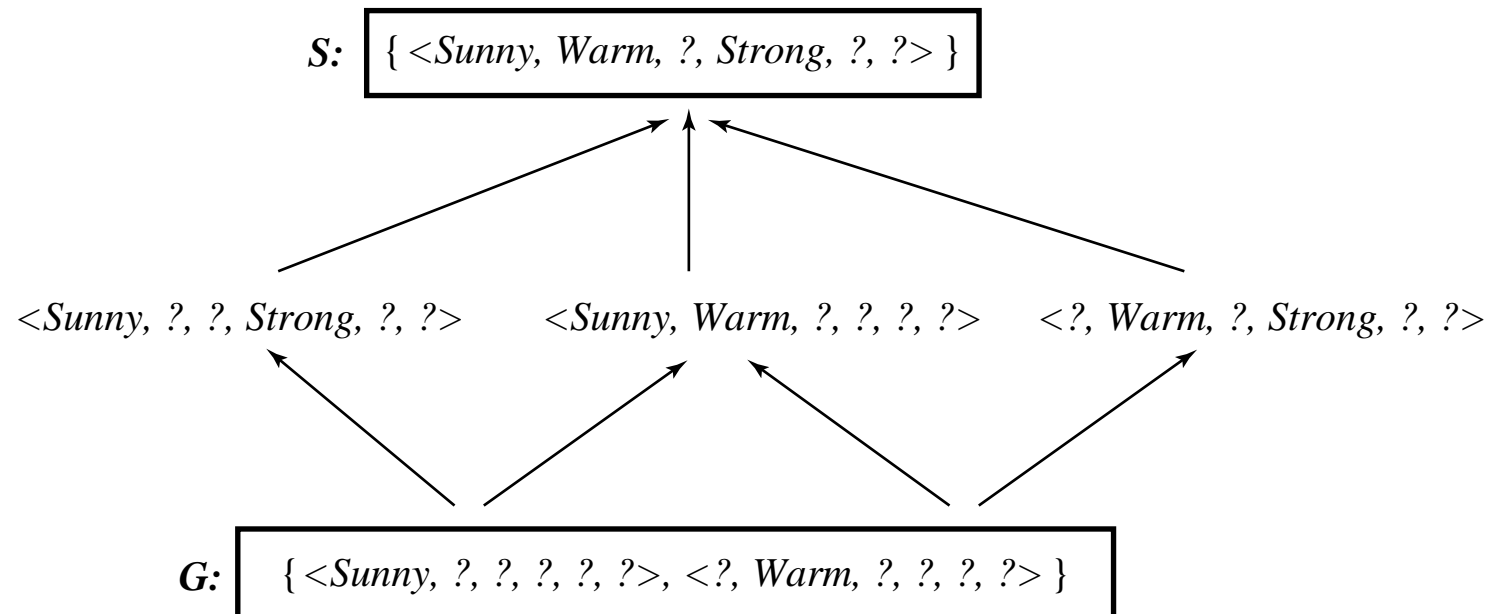 S: { <Sunny, Warm, ?, Strong, ?, ?> }
<Sunny, ?, ?, Strong, ?, ?> <Sunny, Warm, ?, ?, ?, ?> <?, Warm, ?, Strong, ?, ?>
G: { <Sunny, ?, ?, ?, ?, ?>, <?, Warm, ?, ?, ?, ?> }